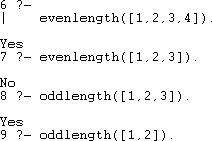 6 ?-
|    evenlength([1,2,3,4]).
Yes
7 ?- evenlength([1,2,3]).
No
8 ?- oddlength([1,2,3]).
Yes
9 ?- oddlength([1,2]).